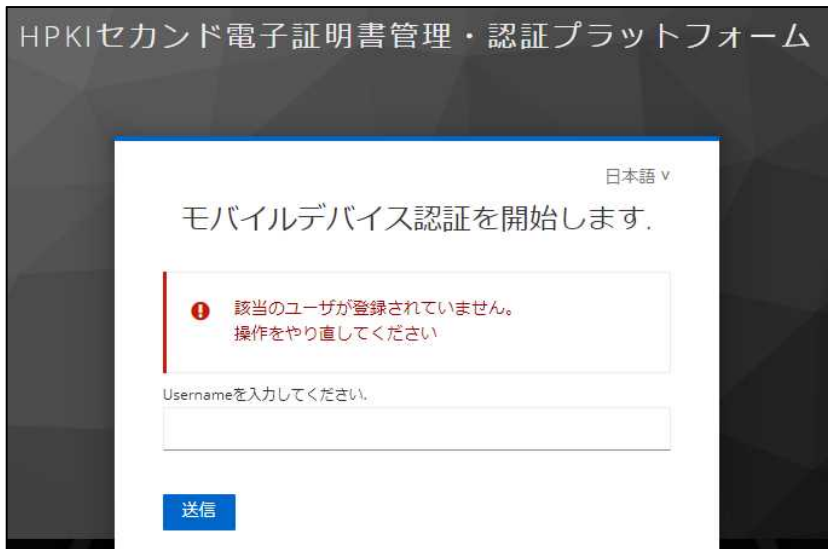 HPKIセカンド電子証明書管理・認証プラットフォーム
日本語 ˅
モバイルデバイス認証を開始します.
該当のユーザが登録されていません。
操作をやり直してください
Usernameを入力してください.
送信